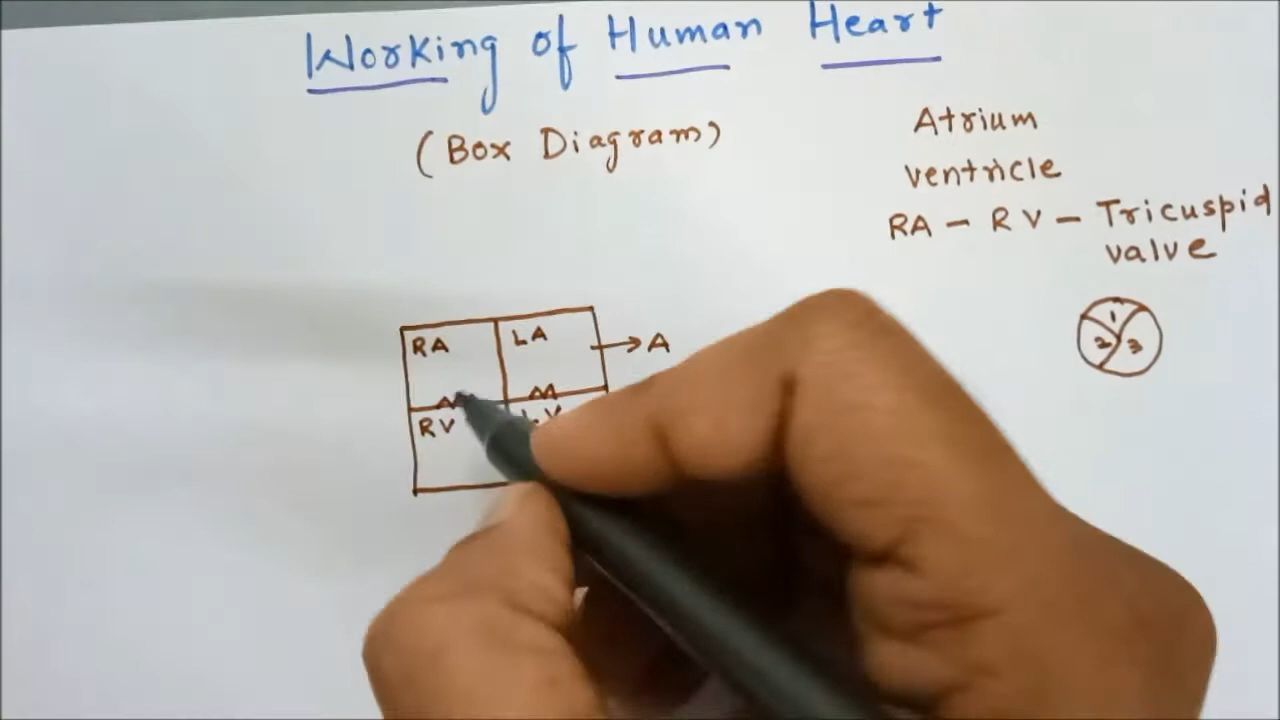 Working of Human Heart
(Box Diagram)
Atrium
ventricle
RA - RV - Tricuspid
valve
1
2 3
RA
LA
→ A
RV